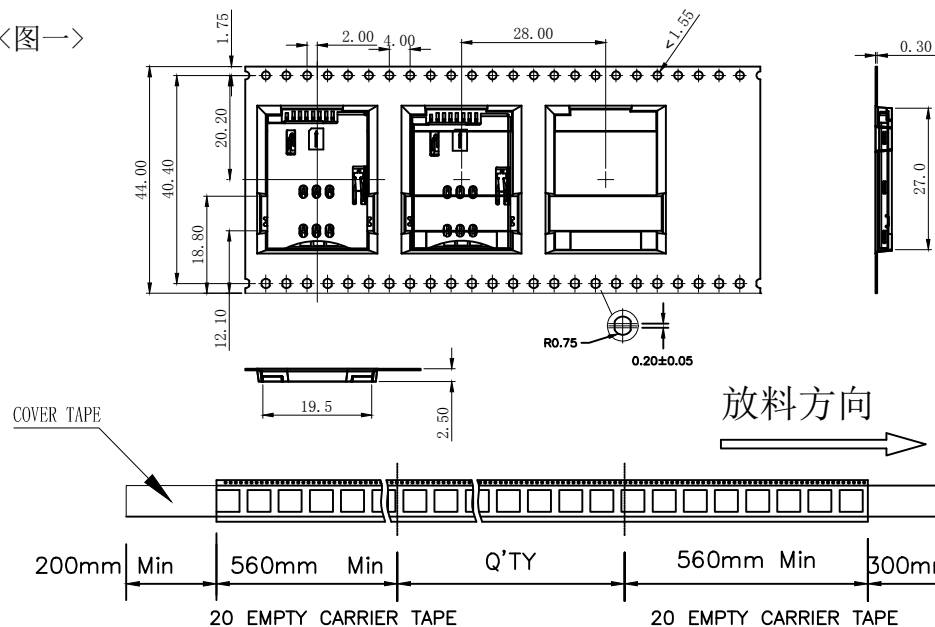 <图一>
1.75
2.00
4.00
28.00
<1.55
0.30
44.00
40.40
20.20
18.80
12.10
27.0
R0.75
0.20±0.05
19.5
2.50
放料方向
COVER TAPE
200mm Min
560mm Min
Q'TY
560mm Min
300mm
20 EMPTY CARRIER TAPE
20 EMPTY CARRIER TAPE